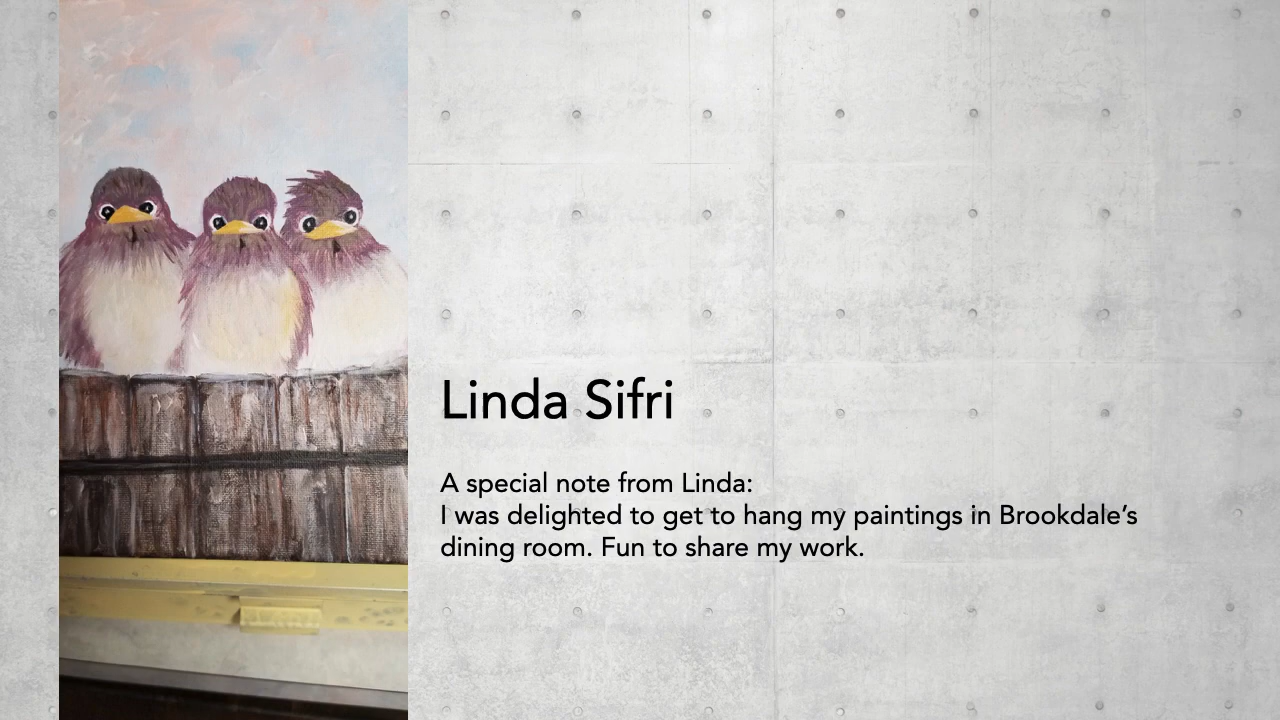 Linda Sifri
A special note from Linda:
I was delighted to get to hang my paintings in Brookdale’s
dining room. Fun to share my work.